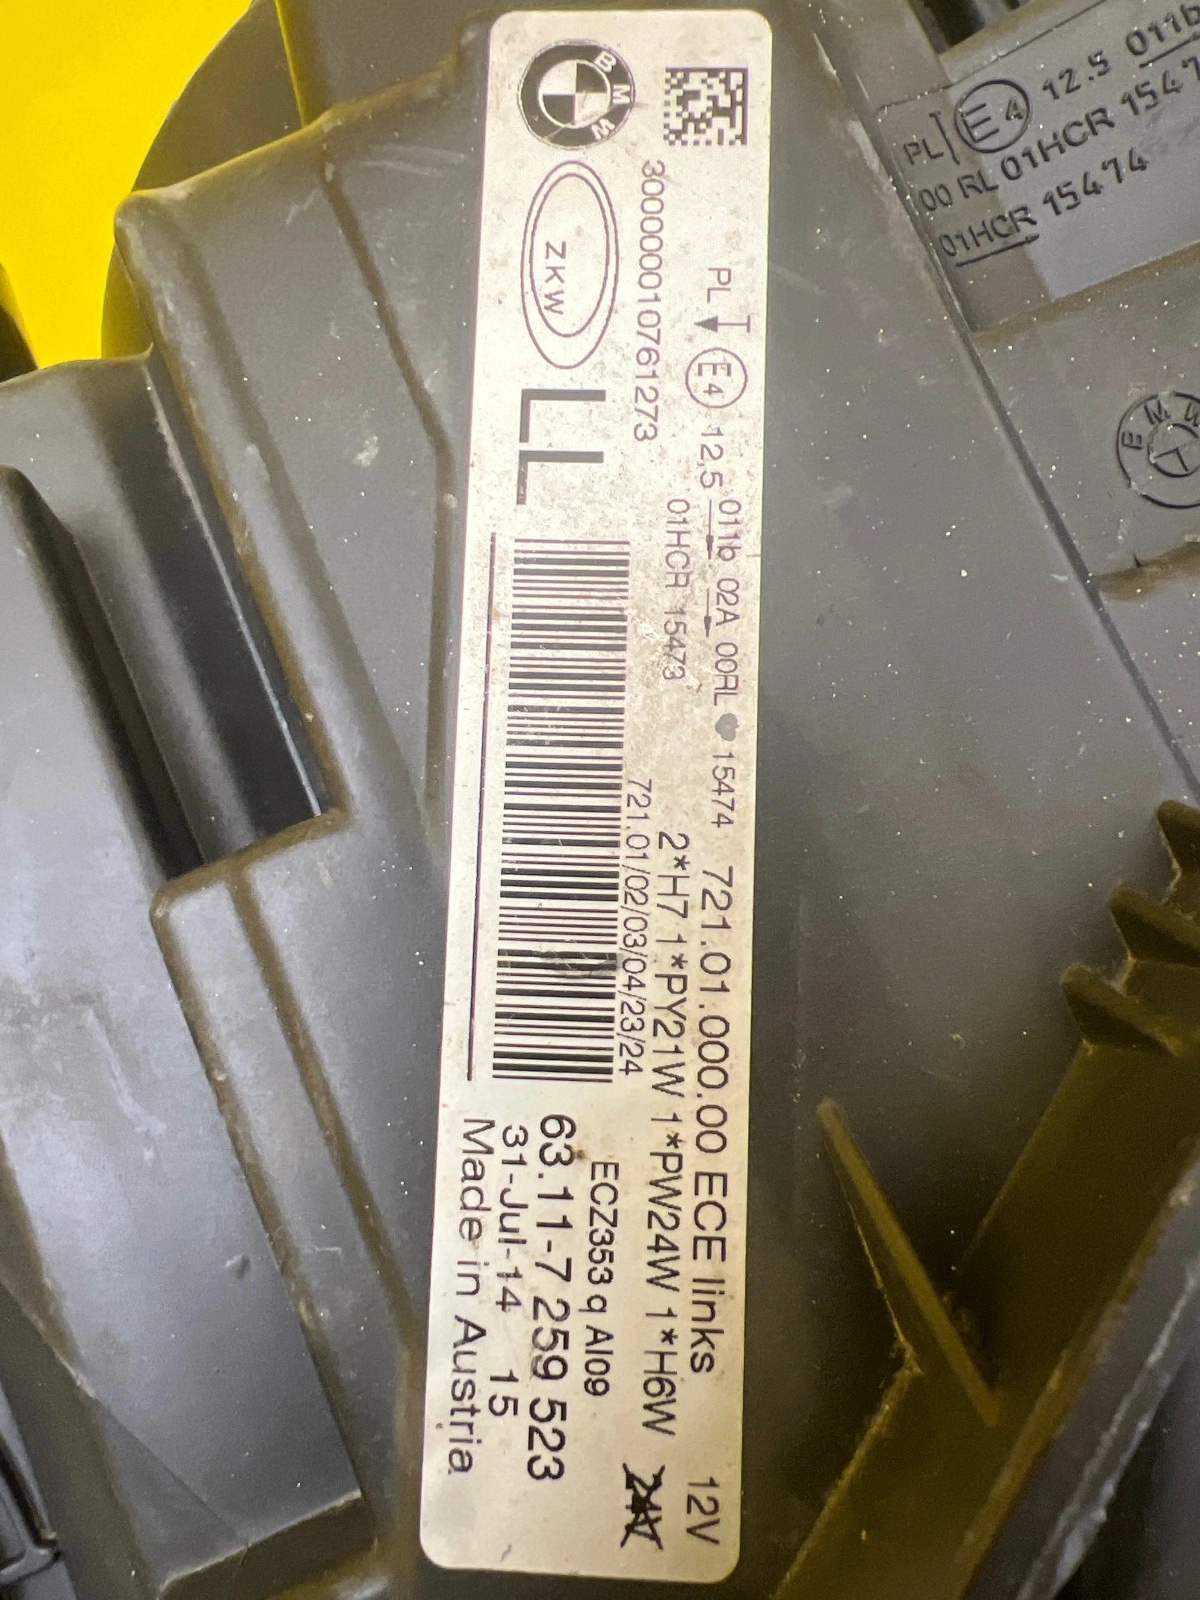 BMW
ZKW
LL
30000010761273
PL E4 12,5 011b 02A 00RL 15474
01HCR 15473
721.01.000.00 ECE links 12V
2*H7 1*PY21W 1*PW24W 1*H6W 24V
721.01/02/03/04/23/24
ECZ353 q AI09
63.11-7 259 523
31-Jul-14 15
Made in Austria
PL E4 12.5 011b
00 RL 01HCR 1547
01HCR 15474
BMW